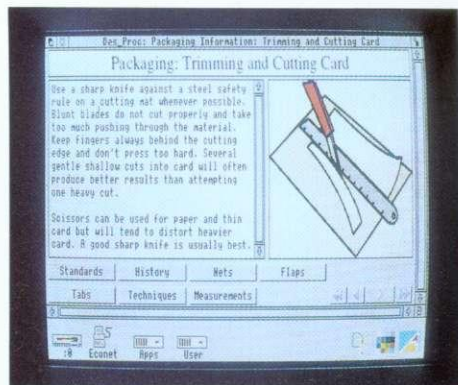 Des_Proc: Packaging Information: Trimming and Cutting Card
Packaging: Trimming and Cutting Card
Use a sharp knife against a steel safety
rule on a cutting mat whenever possible.
Blunt blades do not cut properly and take
too much pushing through the material.
Keep fingers always behind the cutting
edge and don't press too hard. Several
gentle shallow cuts into card will often
produce better results than attempting
one heavy cut.
Scissors can be used for paper and thin
card but will tend to distort heavier
card. A good sharp knife is usually best.
Standards History Nets Flaps
Tabs Techniques Measurements
:0 Econet Apps User